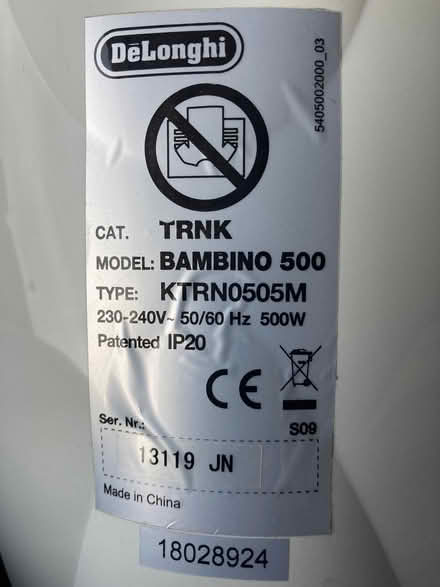 DeLonghi
5405002000_03
CAT. TRNK
MODEL: BAMBINO 500
TYPE: KTRN0505M
230-240V~ 50/60 Hz 500W
Patented IP20
CE
Ser. Nr.: S09
13119 JN
Made in China
18028924